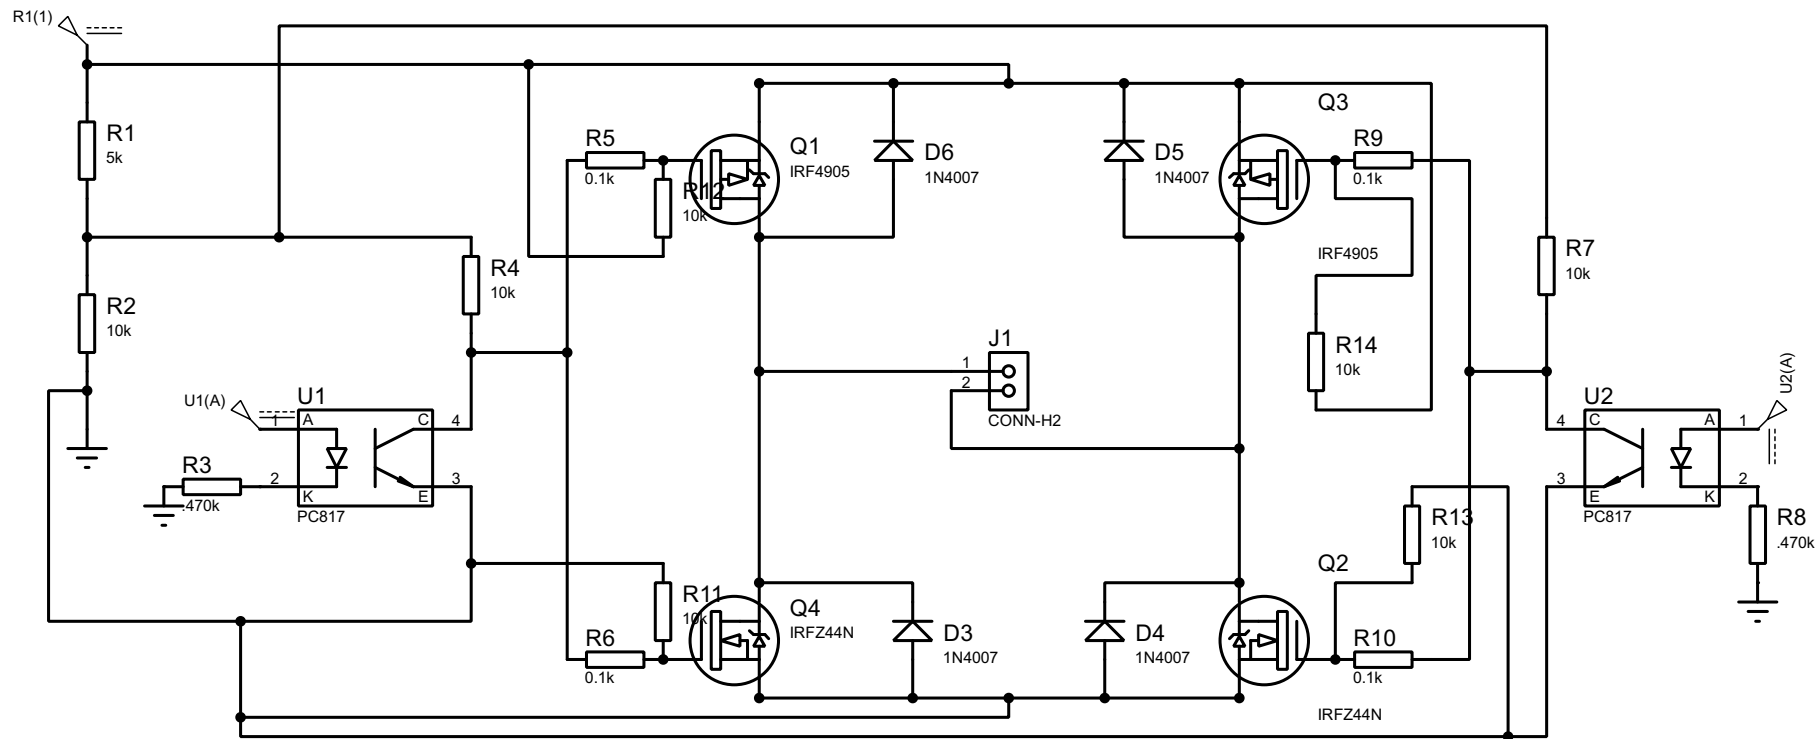 R1(1)
R1
5k
R2
10k
R4
10k
U1(A)
U1
1
A
C
4
2
K
E
3
PC817
R3
.470k
R5
0.1k
R12
10k
Q1
IRF4905
D6
1N4007
D5
1N4007
Q3
IRF4905
R9
0.1k
R14
10k
R7
10k
J1
1
2
CONN-H2
U2(A)
U2
4
C
A
1
3
E
K
2
PC817
R8
.470k
R13
10k
R11
10k
R6
0.1k
Q4
IRFZ44N
D3
1N4007
D4
1N4007
Q2
IRFZ44N
R10
0.1k